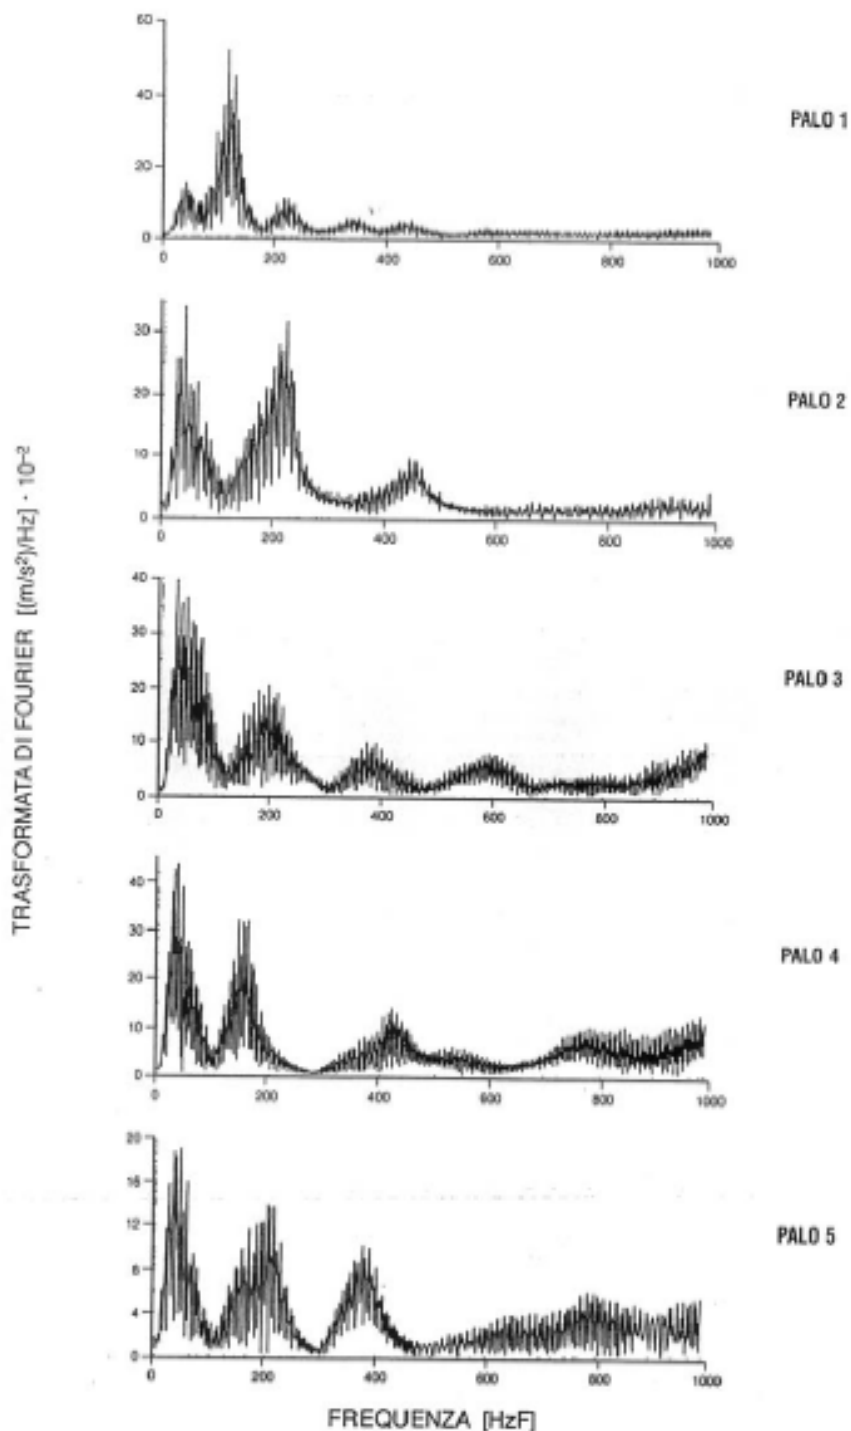 TRASFORMATA DI FOURIER [(m/s²)/Hz] · 10⁻²
60
40
20
0
0 200 400 600 800 1000
PALO 1
30
20
10
0
0 200 400 600 800 1000
PALO 2
40
30
20
10
0
0 200 400 600 800 1000
PALO 3
40
30
20
10
0
0 200 400 600 800 1000
PALO 4
20
16
12
8
4
0
0 200 400 600 800 1000
PALO 5
FREQUENZA [HzF]